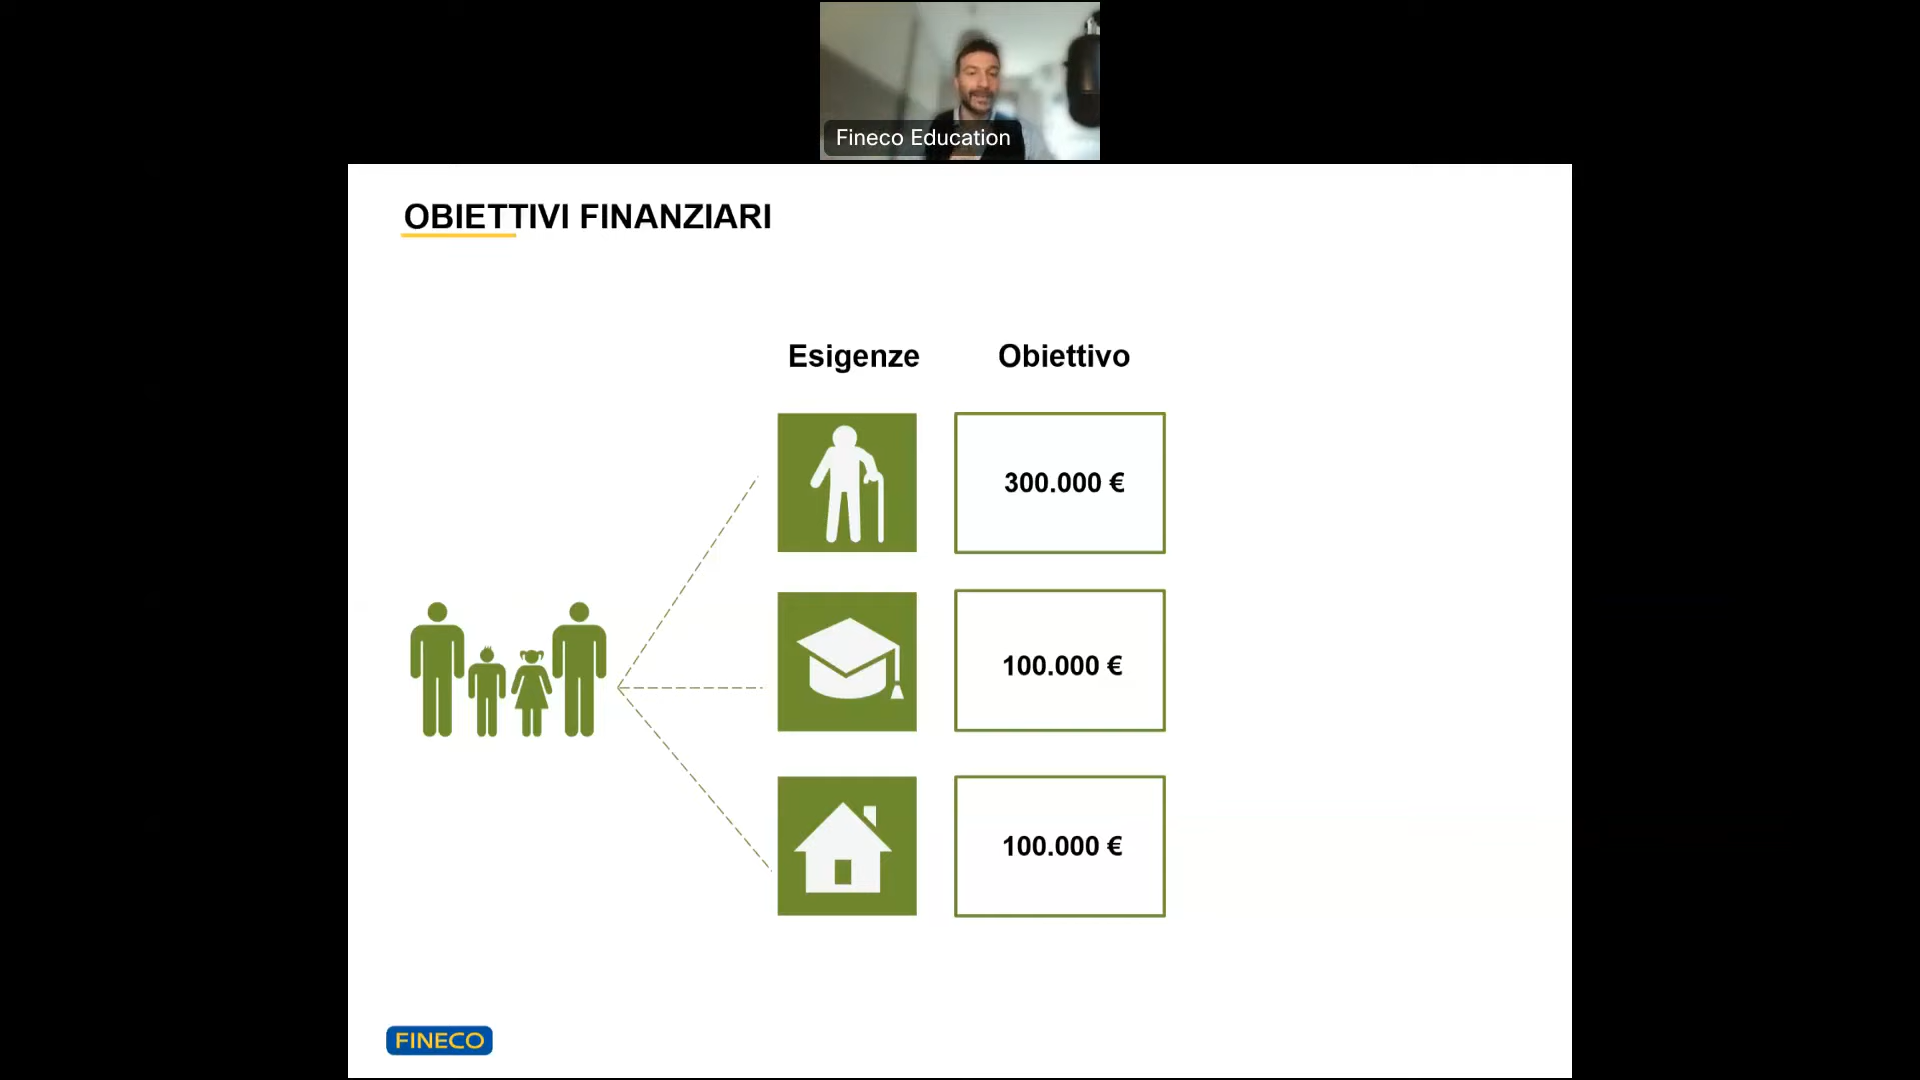 Fineco Education
OBIETTIVI FINANZIARI
Esigenze Obiettivo
300.000 €
100.000 €
100.000 €
FINECO